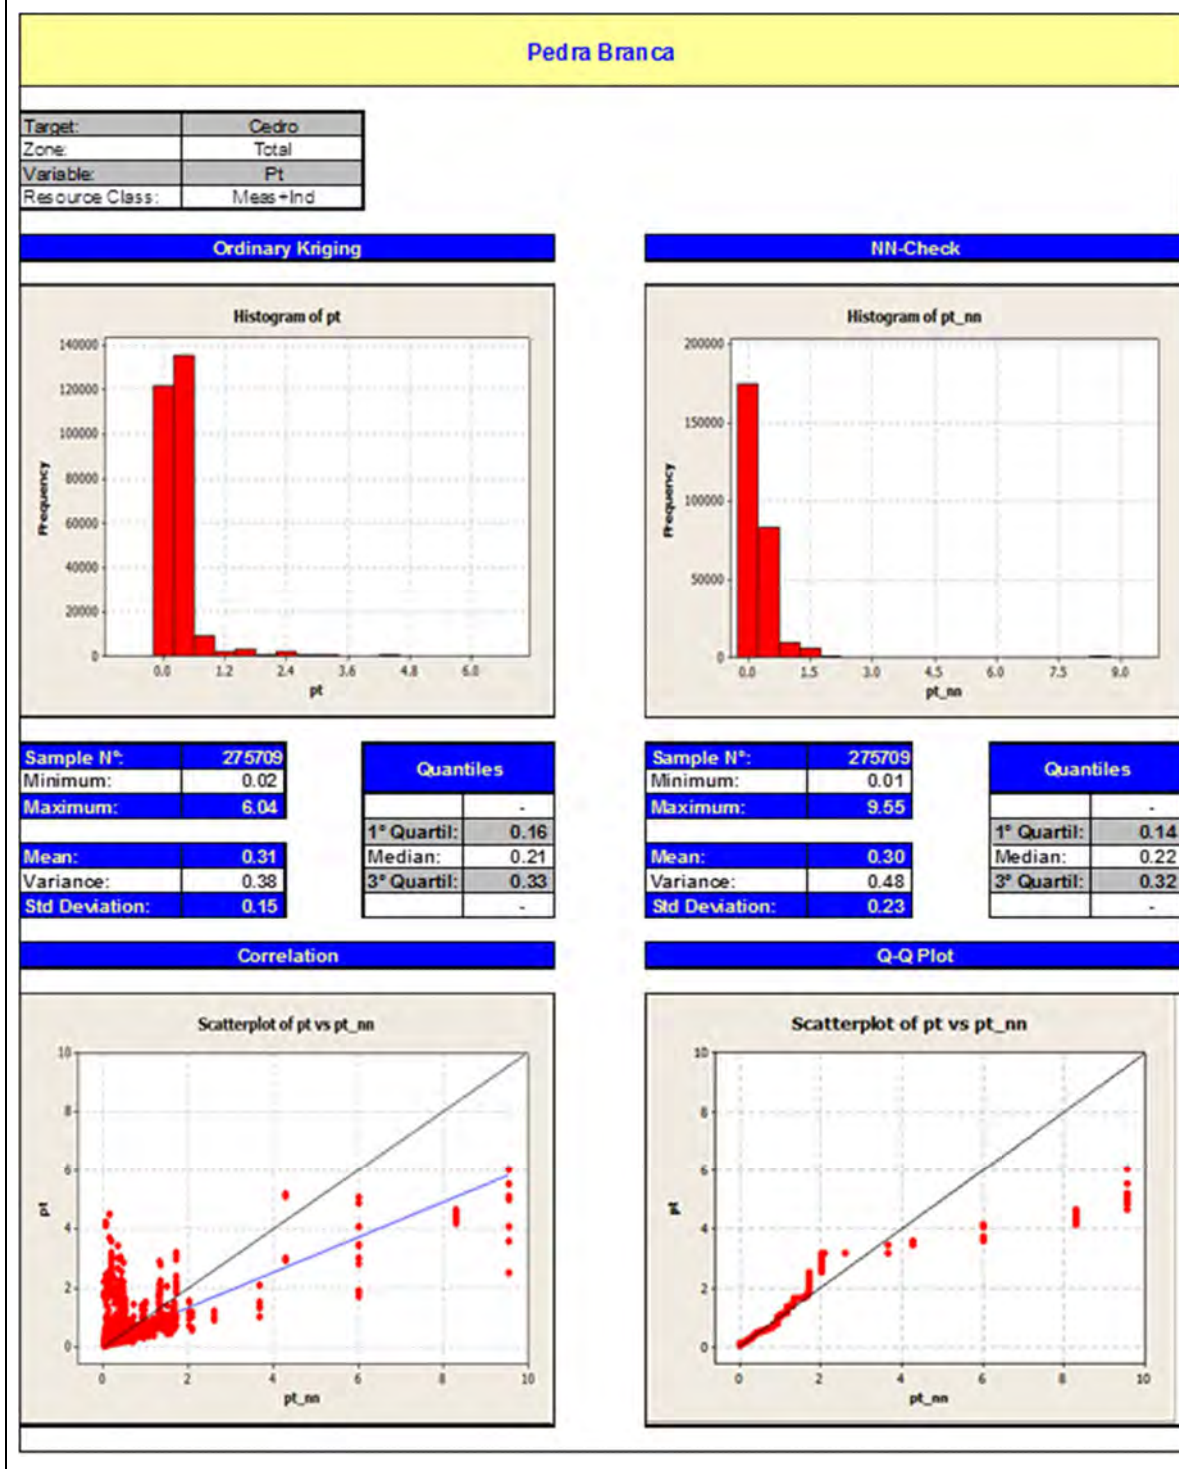 Pedra Branca
Target: Cedro
Zone: Total
Variable: Pt
Resource Class: Meas+Ind
Ordinary Kriging
NN-Check
Histogram of pt
140000
120000
100000
80000
60000
40000
20000
0
Frequency
0.0 1.2 2.4 3.6 4.8 6.0
pt
Histogram of pt_nn
200000
150000
100000
50000
0
Frequency
0.0 1.5 3.0 4.5 6.0 7.5 9.0
pt_nn
Sample Nº: 275709
Minimum: 0.02
Maximum: 6.04
Mean: 0.31
Variance: 0.38
Std Deviation: 0.15
Quantiles
-
1º Quartil: 0.16
Median: 0.21
3º Quartil: 0.33
-
Sample Nº: 275709
Minimum: 0.01
Maximum: 9.55
Mean: 0.30
Variance: 0.48
Std Deviation: 0.23
Quantiles
-
1º Quartil: 0.14
Median: 0.22
3º Quartil: 0.32
-
Correlation
Q-Q Plot
Scatterplot of pt vs pt_nn
10
8
6
4
2
0
pt
0 2 4 6 8 10
pt_nn
Scatterplot of pt vs pt_nn
10
8
6
4
2
0
pt
0 2 4 6 8 10
pt_nn